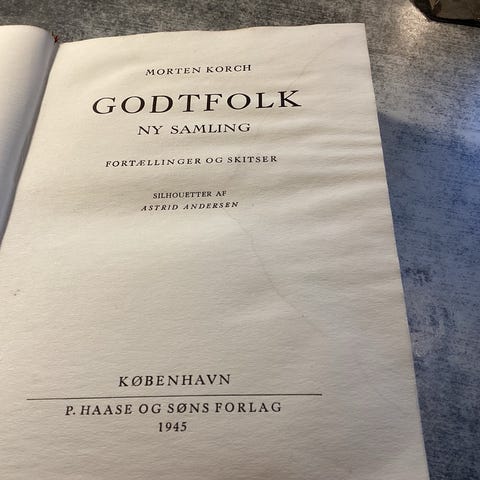 MORTEN KORCH
GODTFOLK
NY SAMLING
FORTÆLLINGER OG SKITSER
SILHOUETTER AF
ASTRID ANDERSEN
KØBENHAVN
P. HAASE OG SØNS FORLAG
1945